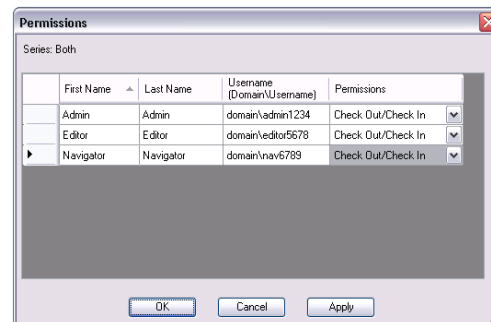 Permissions
Series: Both
First Name Last Name Username (Domain\Username) Permissions
Admin Admin domain\admin1234 Check Out/Check In
Editor Editor domain\editor5678 Check Out/Check In
Navigator Navigator domain\nav6789 Check Out/Check In
OK Cancel Apply